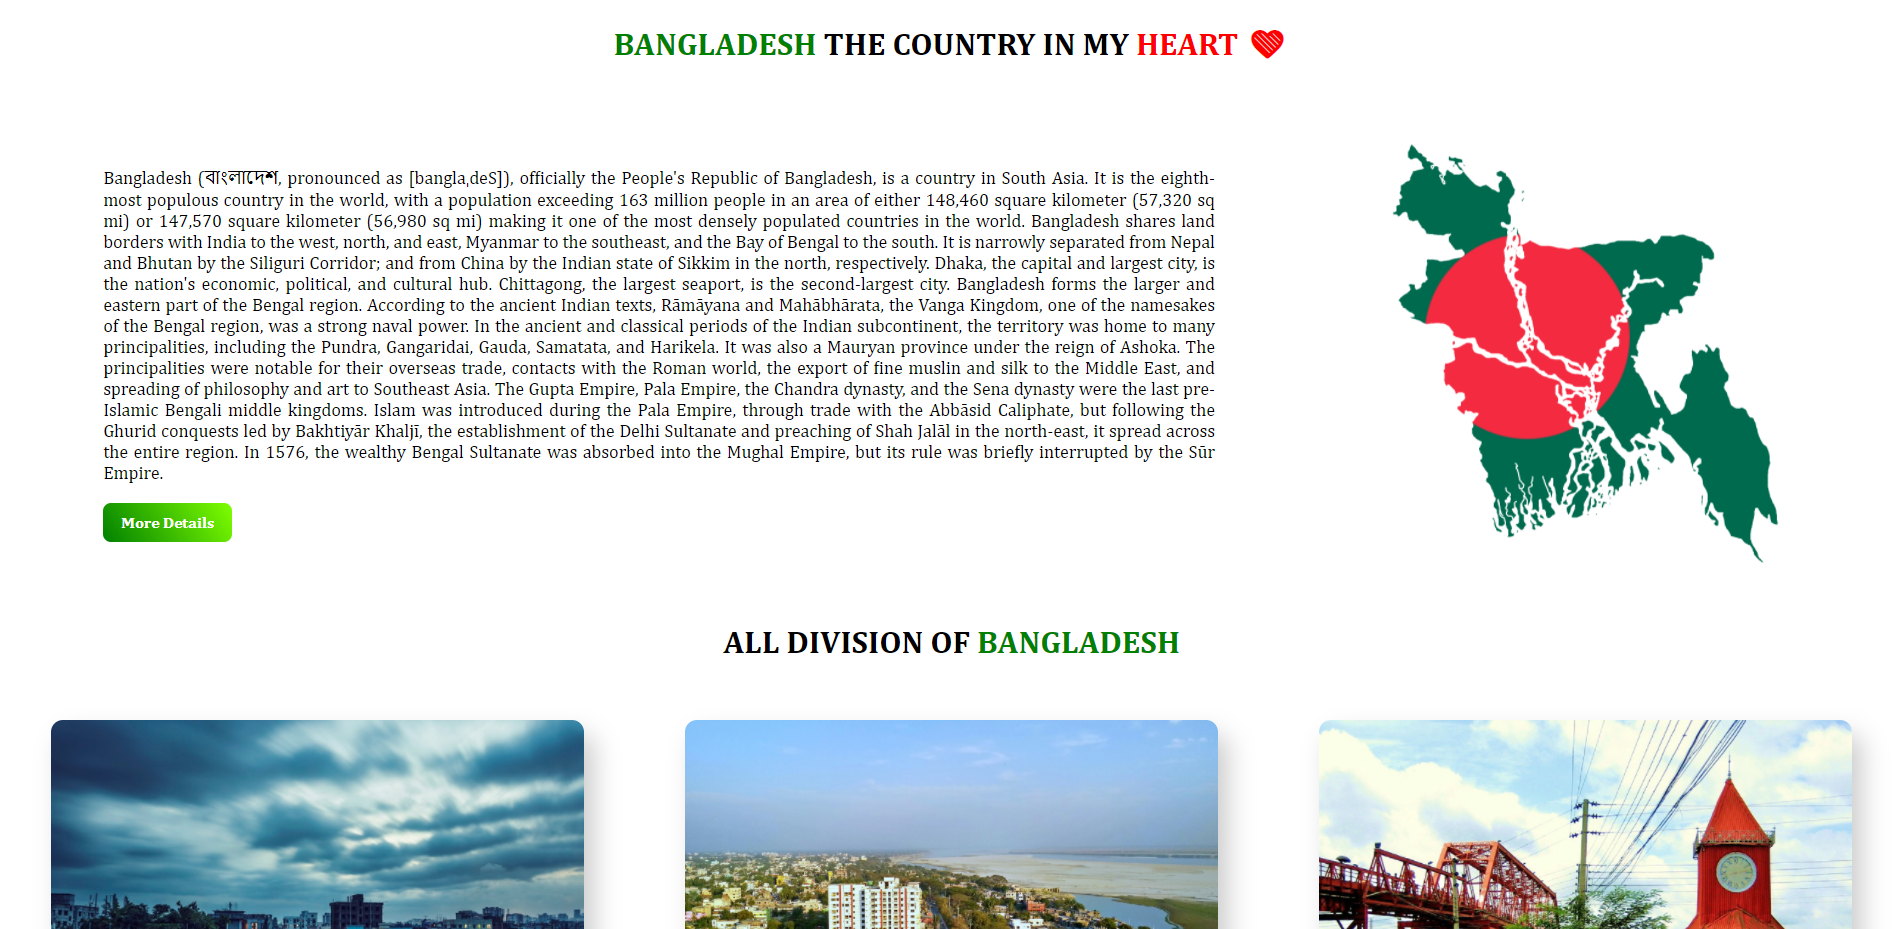 BANGLADESH THE COUNTRY IN MY HEART
Bangladesh (বাংলাদেশ, pronounced as [banglaˌdeS]), officially the People's Republic of Bangladesh, is a country in South Asia. It is the eighth-
most populous country in the world, with a population exceeding 163 million people in an area of either 148,460 square kilometer (57,320 sq
mi) or 147,570 square kilometer (56,980 sq mi) making it one of the most densely populated countries in the world. Bangladesh shares land
borders with India to the west, north, and east, Myanmar to the southeast, and the Bay of Bengal to the south. It is narrowly separated from Nepal
and Bhutan by the Siliguri Corridor; and from China by the Indian state of Sikkim in the north, respectively. Dhaka, the capital and largest city, is
the nation's economic, political, and cultural hub. Chittagong, the largest seaport, is the second-largest city. Bangladesh forms the larger and
eastern part of the Bengal region. According to the ancient Indian texts, Rāmāyana and Mahābhārata, the Vanga Kingdom, one of the namesakes
of the Bengal region, was a strong naval power. In the ancient and classical periods of the Indian subcontinent, the territory was home to many
principalities, including the Pundra, Gangaridai, Gauda, Samatata, and Harikela. It was also a Mauryan province under the reign of Ashoka. The
principalities were notable for their overseas trade, contacts with the Roman world, the export of fine muslin and silk to the Middle East, and
spreading of philosophy and art to Southeast Asia. The Gupta Empire, Pala Empire, the Chandra dynasty, and the Sena dynasty were the last pre-
Islamic Bengali middle kingdoms. Islam was introduced during the Pala Empire, through trade with the Abbāsid Caliphate, but following the
Ghurid conquests led by Bakhtiyār Khaljī, the establishment of the Delhi Sultanate and preaching of Shah Jalāl in the north-east, it spread across
the entire region. In 1576, the wealthy Bengal Sultanate was absorbed into the Mughal Empire, but its rule was briefly interrupted by the Sūr
Empire.
More Details
ALL DIVISION OF BANGLADESH